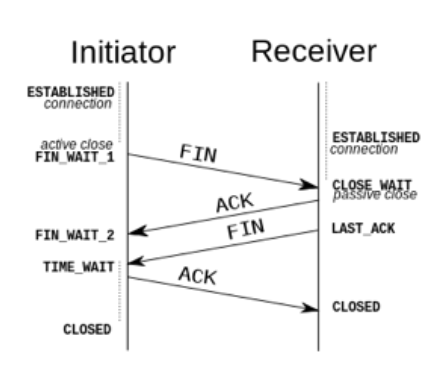 Initiator
Receiver
ESTABLISHED
connection
ESTABLISHED
connection
active close
FIN_WAIT_1
FIN
CLOSE_WAIT
passive close
ACK
FIN_WAIT_2
FIN
LAST_ACK
TIME_WAIT
ACK
CLOSED
CLOSED